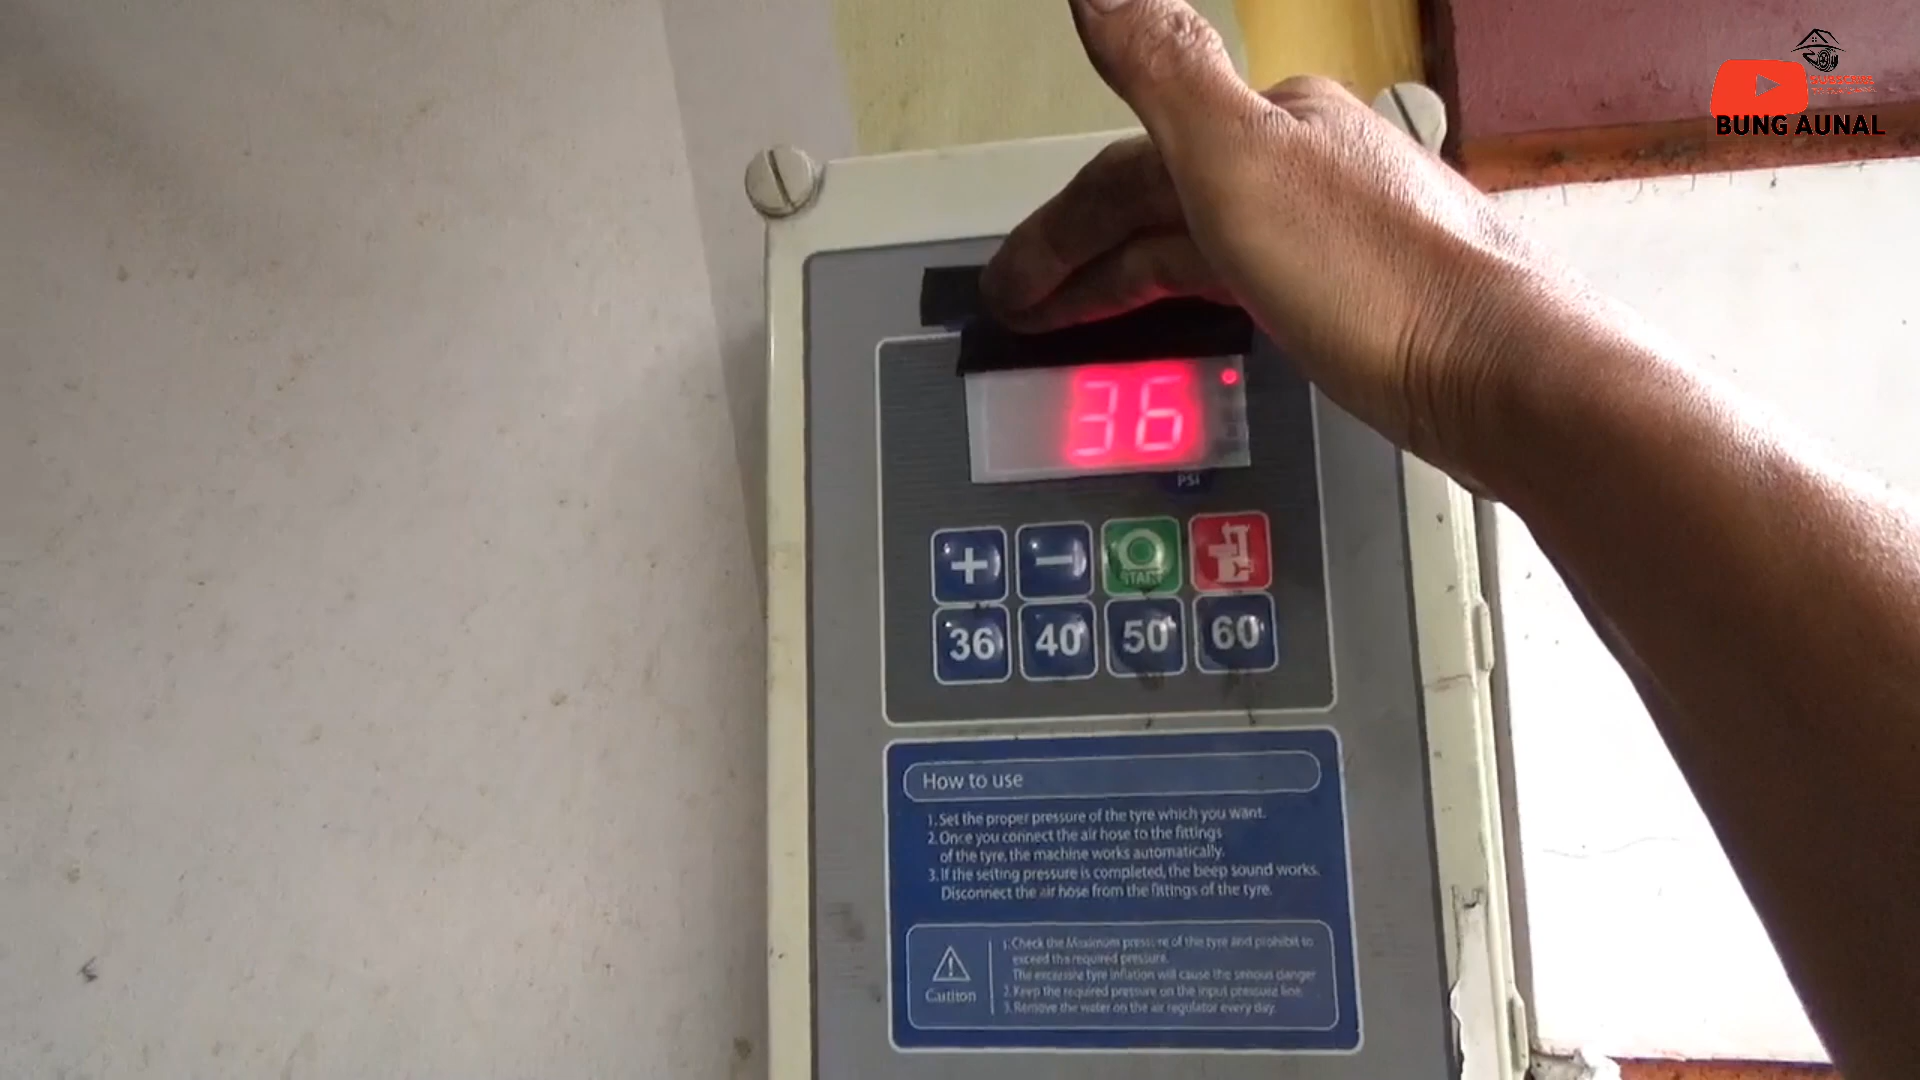 BUNG AUNAL
36
PSI
START
36 40 50 60
How to use
1. Set the proper pressure of the tyre which you want.
2. Once you connect the air hose to the fittings
of the tyre, the machine works automatically.
3. If the setting pressure is completed, the beep sound works.
Disconnect the air hose from the fittings of the tyre.
Cautiton
1. Check the Maximum pressure of the tyre and prohibit to
exceed the required pressure.
The excessive tyre inflation will cause the serious danger
2. Keep the required pressure on the input pressure line.
3. Remove the water on the air regulator every day.